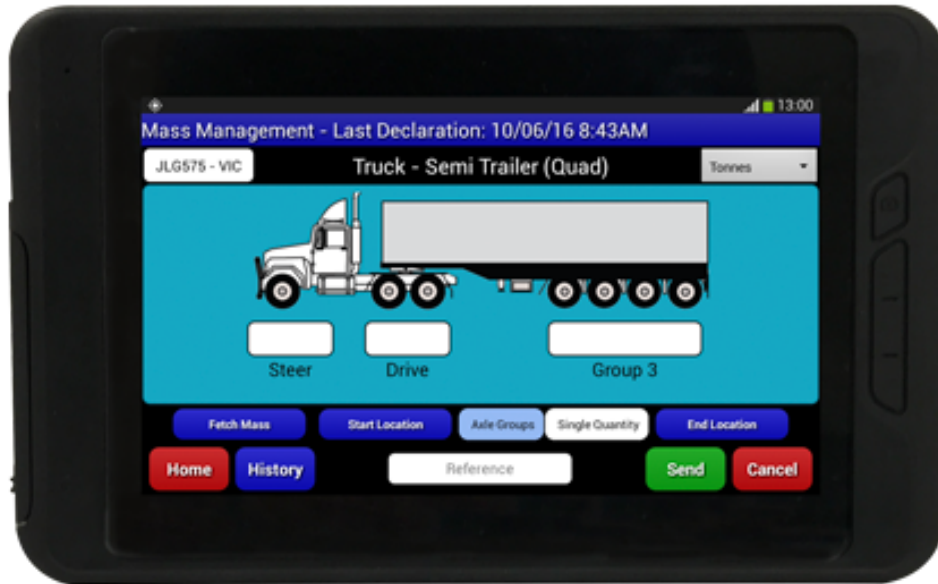 13:00
Mass Management - Last Declaration: 10/06/16 8:43AM
JLG575 - VIC
Truck - Semi Trailer (Quad)
Tonnes
Steer
Drive
Group 3
Fetch Mass
Start Location
Axle Groups
Single Quantity
End Location
Home
History
Reference
Send
Cancel